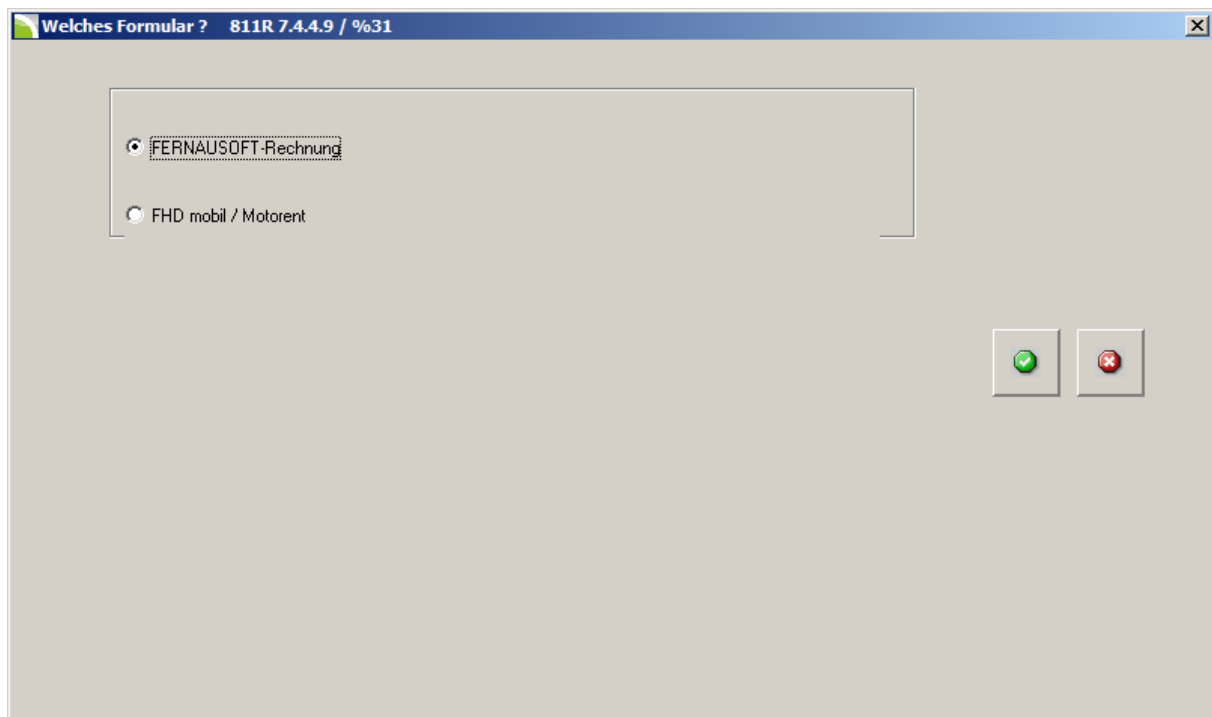 Welches Formular ? 811R 7.4.4.9 / %31
FERNAUSOFT-Rechnung
FHD mobil / Motorent